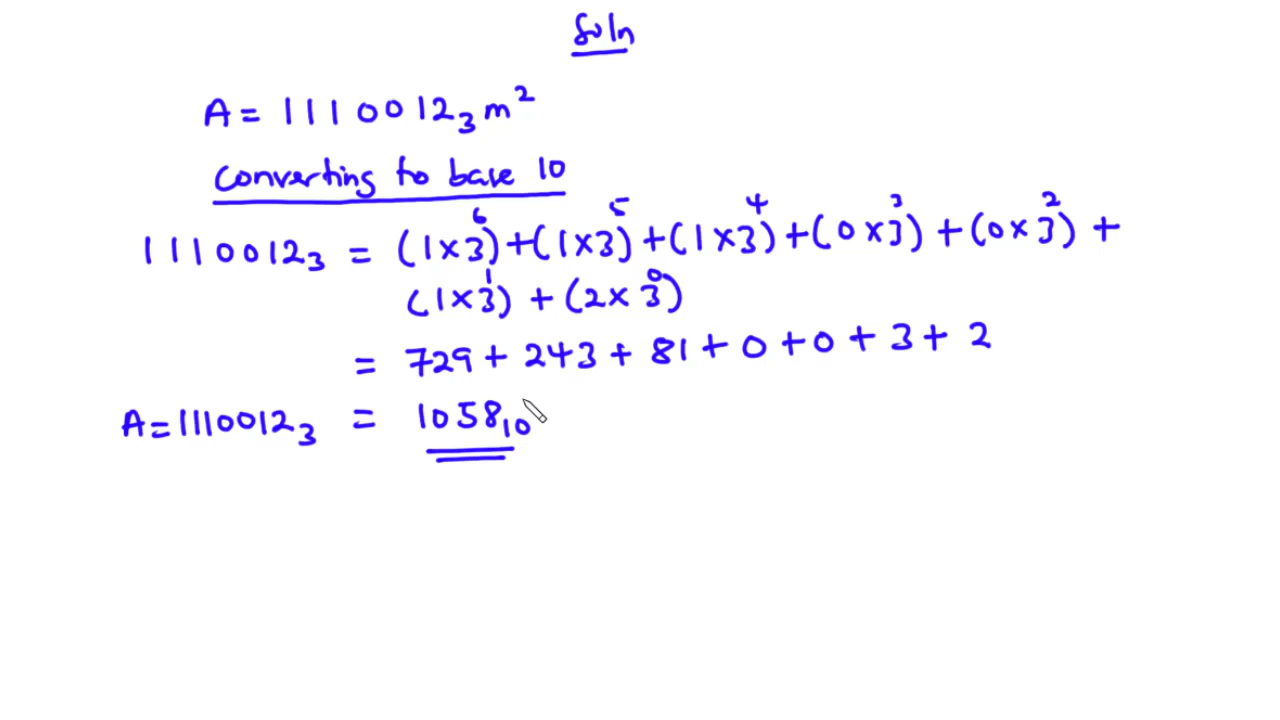 Soln
A = 1110012₃ m²
Converting to base 10
1110012₃ = (1×3⁶)+(1×3⁵)+(1×3⁴)+(0×3³)+(0×3²)+
(1×3¹)+(2×3⁰)
= 729+243+81+0+0+3+2
A=1110012₃ = 1058₁₀